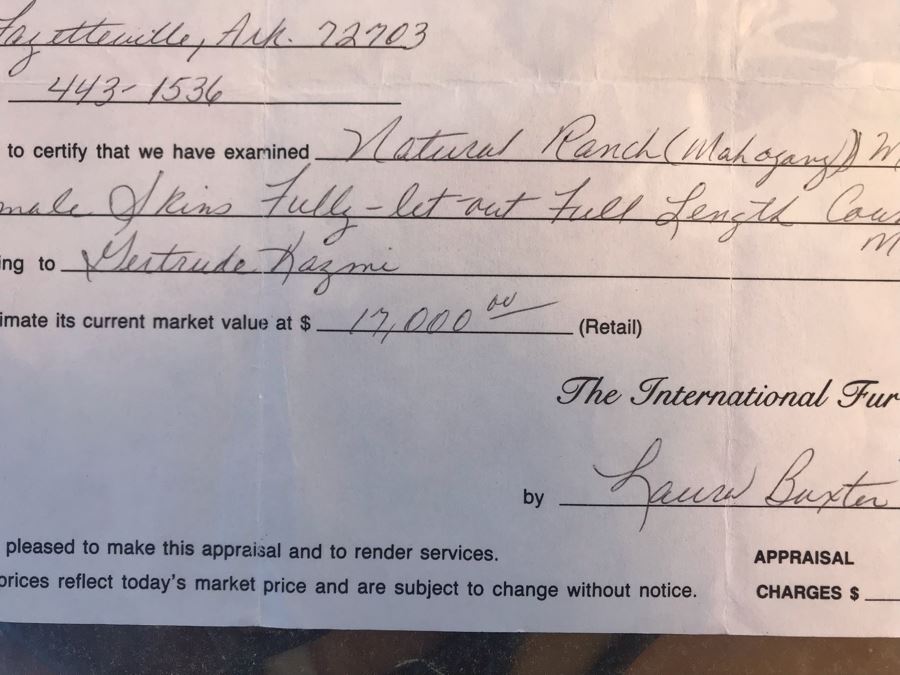 Fayetteville, Ark. 72703
443-1536
to certify that we have examined Natural Ranch (Mahogany)) M
male Skins Fully-let-out Full Length Coa
M
ing to Gertrude Kazmi
imate its current market value at $ 17,000 00 (Retail)
The International Fur
by Laura Baxter
pleased to make this appraisal and to render services.
APPRAISAL
prices reflect today's market price and are subject to change without notice.
CHARGES $